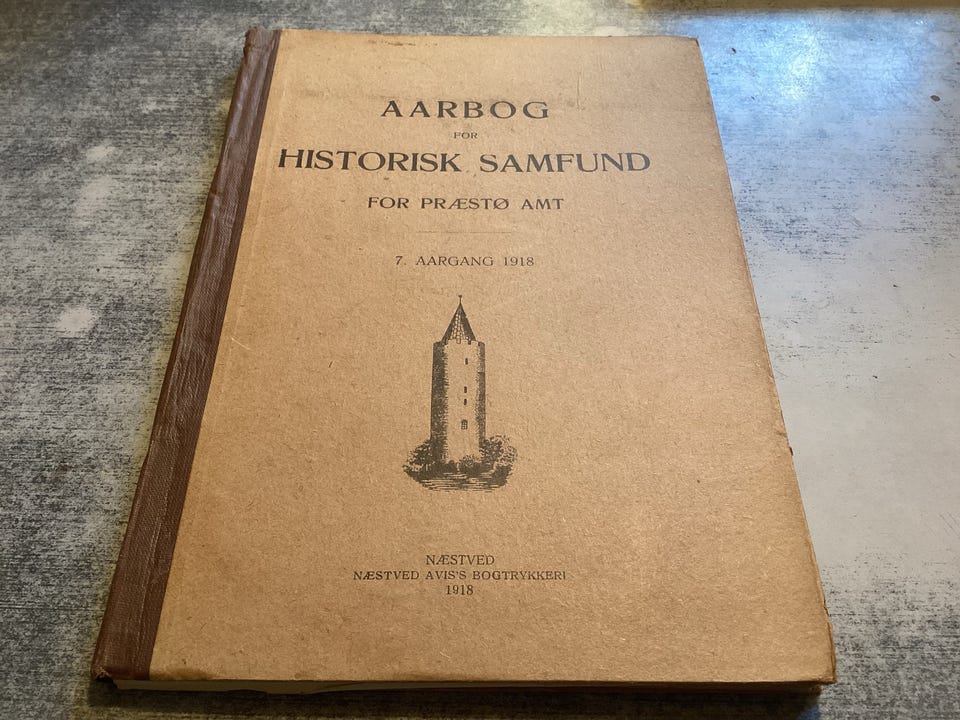 AARBOG
FOR
HISTORISK SAMFUND
FOR PRÆSTØ AMT
7. AARGANG 1918
NÆSTVED
NÆSTVED AVIS'S BOGTRYKKERI
1918